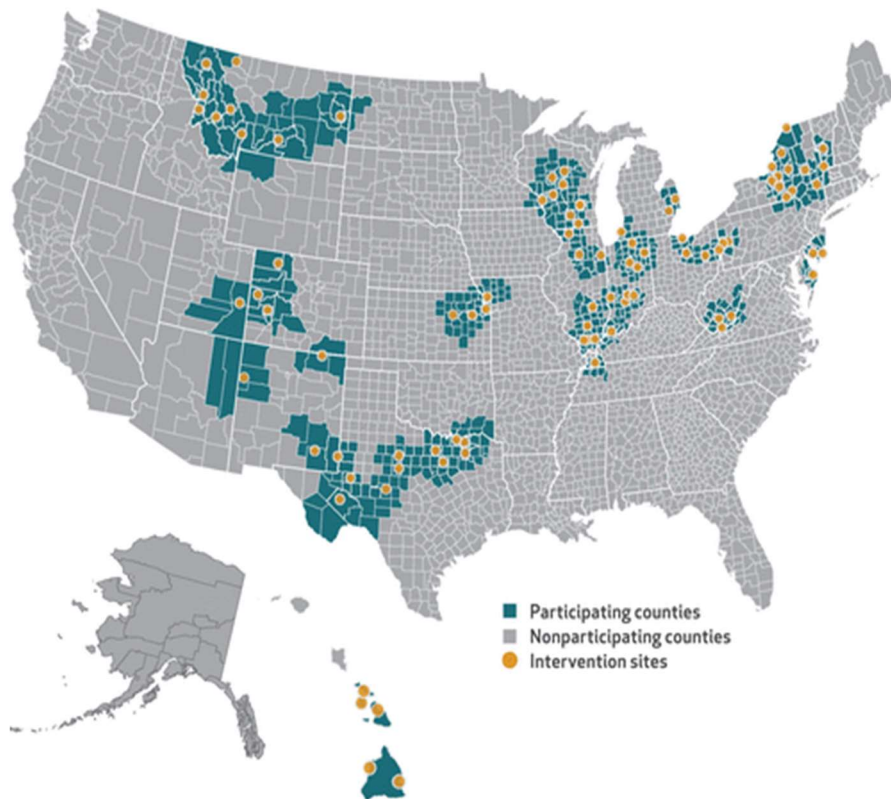 Participating counties
Nonparticipating counties
Intervention sites